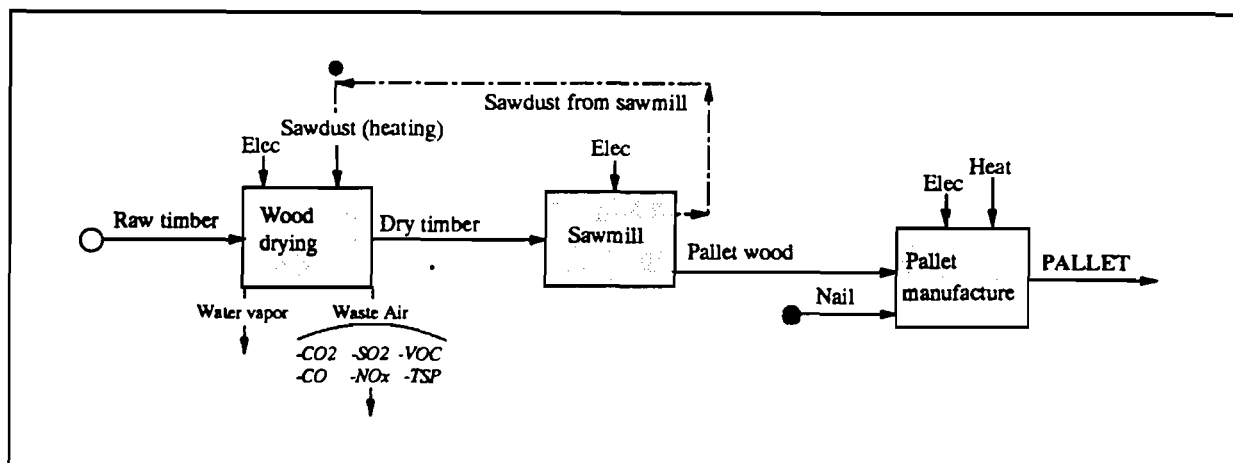 Sawdust from sawmill
Sawdust (heating)
Elec
Elec
Heat
Elec
Raw timber
Wood
drying
Dry timber
Sawmill
Pallet wood
Pallet
manufacture
PALLET
Nail
Water vapor
Waste Air
-CO2 -SO2 -VOC
-CO -NOx -TSP